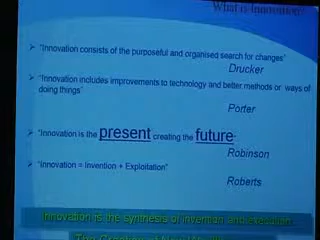 What is Innovation?
➢ "Innovation consists of the purposeful and organised search for changes"
Drucker
➢ "Innovation includes improvements to technology and better methods or ways of
doing things"
Porter
➢ "Innovation is the present creating the future"
Robinson
➢ "Innovation = Invention + Exploitation"
Roberts
Innovation is the synthesis of invention and